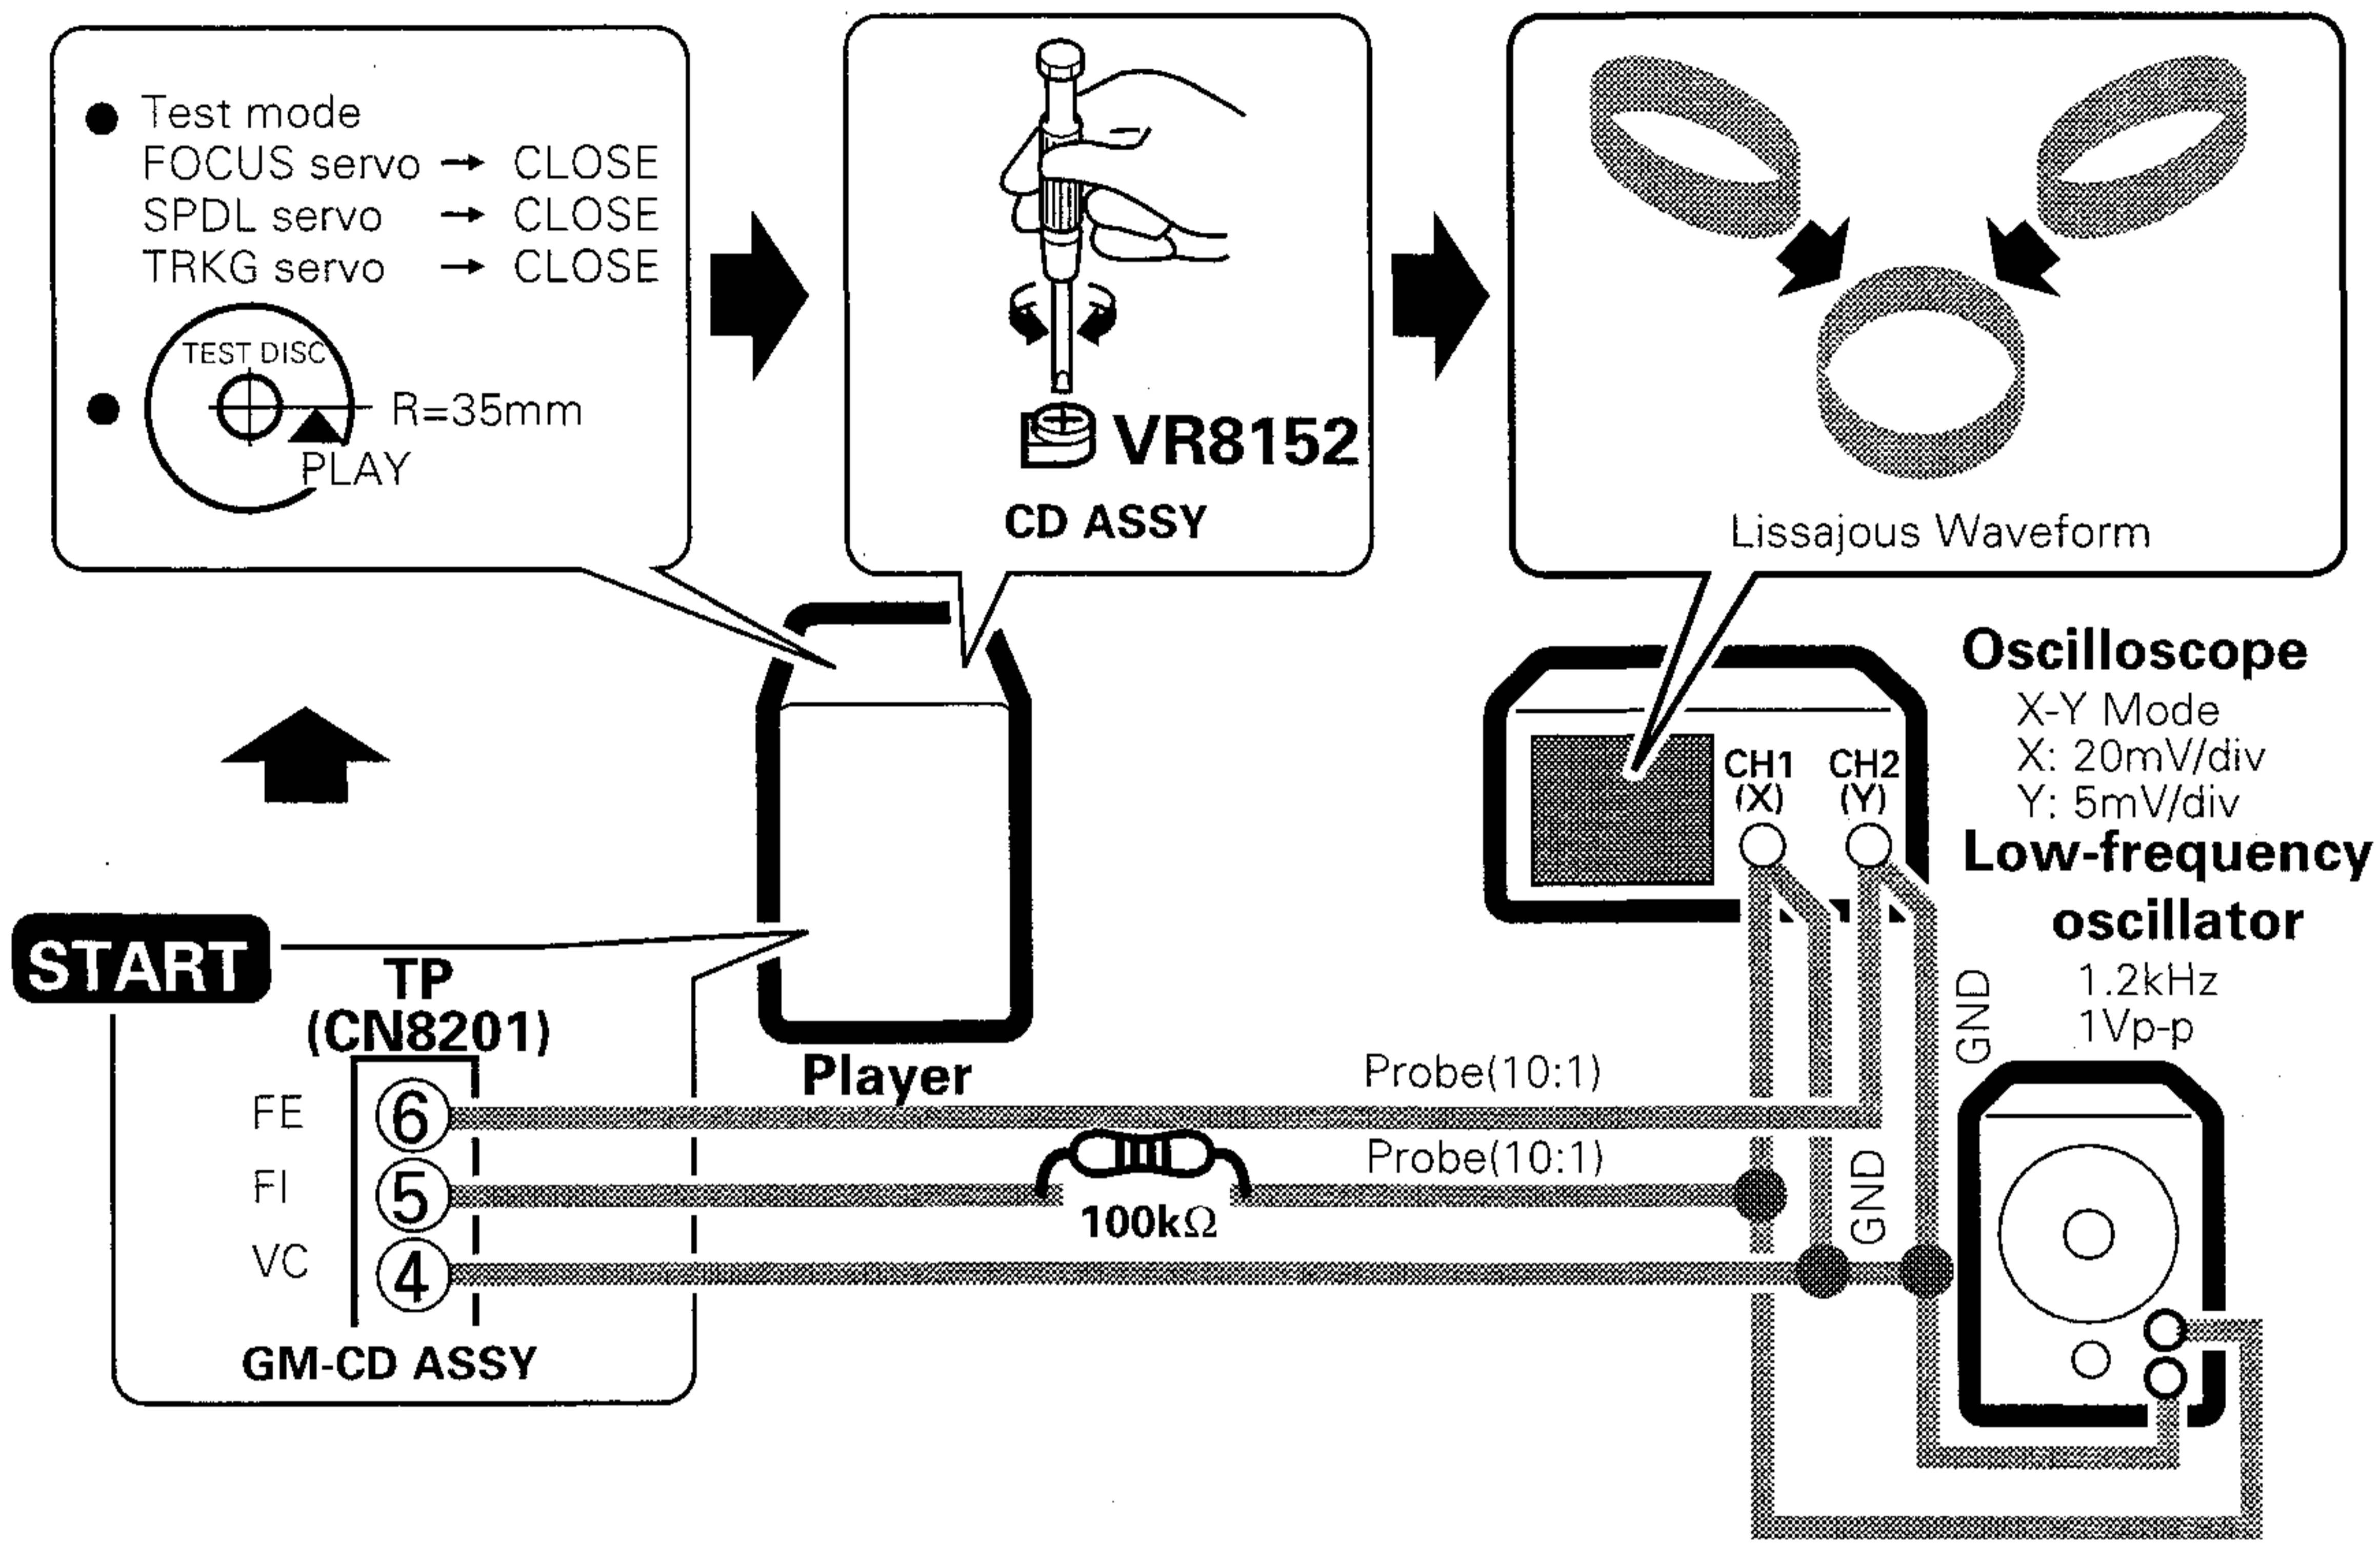 Test mode
FOCUS servo → CLOSE
SPDL servo → CLOSE
TRKG servo → CLOSE
TEST DISC
R=35mm
PLAY
VR8152
CD ASSY
Lissajous Waveform
Oscilloscope
X-Y Mode
X: 20mV/div
Y: 5mV/div
CH1
(X)
CH2
(Y)
Low-frequency
oscillator
1.2kHz
1Vp-p
START
TP
(CN8201)
FE
6
FI
5
VC
4
GM-CD ASSY
Player
Probe(10:1)
Probe(10:1)
100kΩ
GND
GND